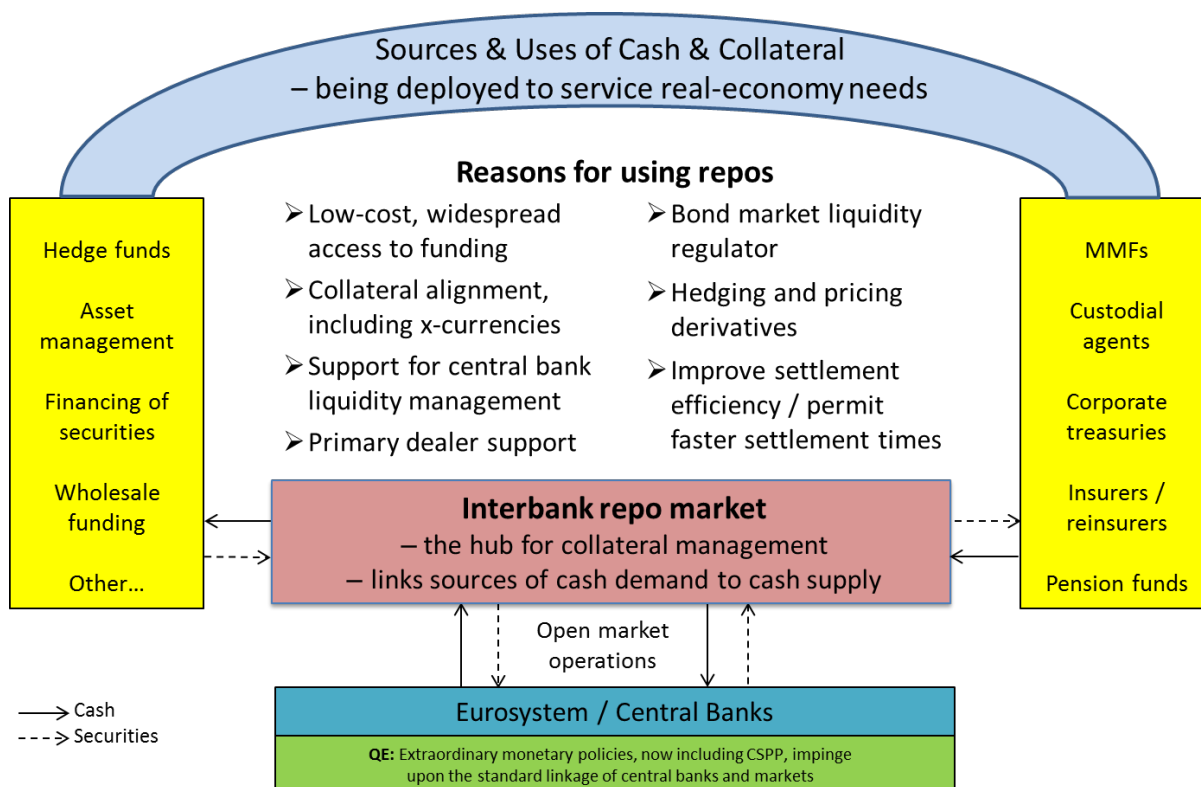 Sources & Uses of Cash & Collateral
– being deployed to service real-economy needs
Reasons for using repos
➢ Low-cost, widespread
access to funding
➢ Collateral alignment,
including x-currencies
➢ Support for central bank
liquidity management
➢ Primary dealer support
➢ Bond market liquidity
regulator
➢ Hedging and pricing
derivatives
➢ Improve settlement
efficiency / permit
faster settlement times
Hedge funds
Asset
management
Financing of
securities
Wholesale
funding
Other…
MMFs
Custodial
agents
Corporate
treasuries
Insurers /
reinsurers
Pension funds
Interbank repo market
– the hub for collateral management
– links sources of cash demand to cash supply
Open market
operations
Eurosystem / Central Banks
QE: Extraordinary monetary policies, now including CSPP, impinge
upon the standard linkage of central banks and markets
Cash
Securities